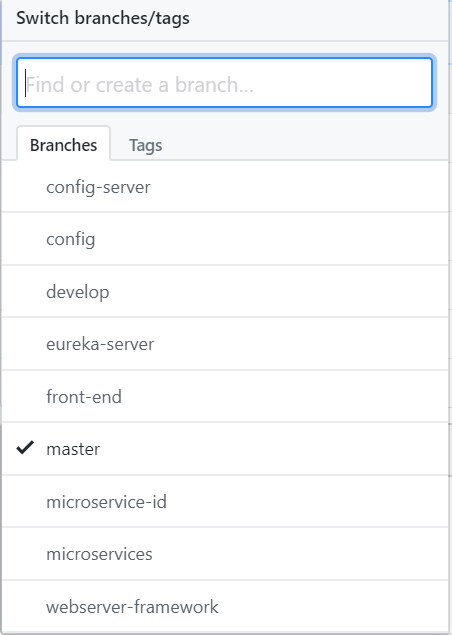 Switch branches/tags
Find or create a branch...
Branches Tags
config-server
config
develop
eureka-server
front-end
master
microservice-id
microservices
webserver-framework